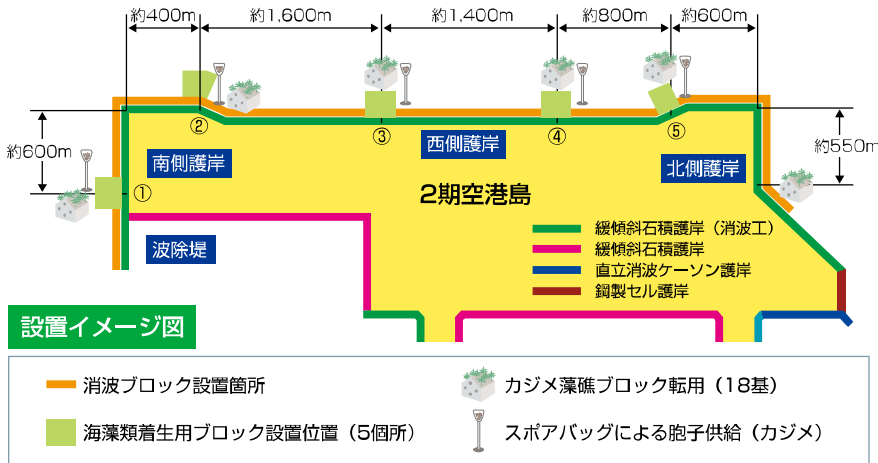 約400m
約1,600m
約1,400m
約800m
約600m
約600m
約550m
①
②
③
④
⑤
南側護岸
西側護岸
北側護岸
2期空港島
波除堤
緩傾斜石積護岸（消波工）
緩傾斜石積護岸
直立消波ケーソン護岸
鋼製セル護岸
設置イメージ図
消波ブロック設置箇所
カジメ藻礁ブロック転用（18基）
海藻類着生用ブロック設置位置（5個所）
スポアバッグによる胞子供給（カジメ）